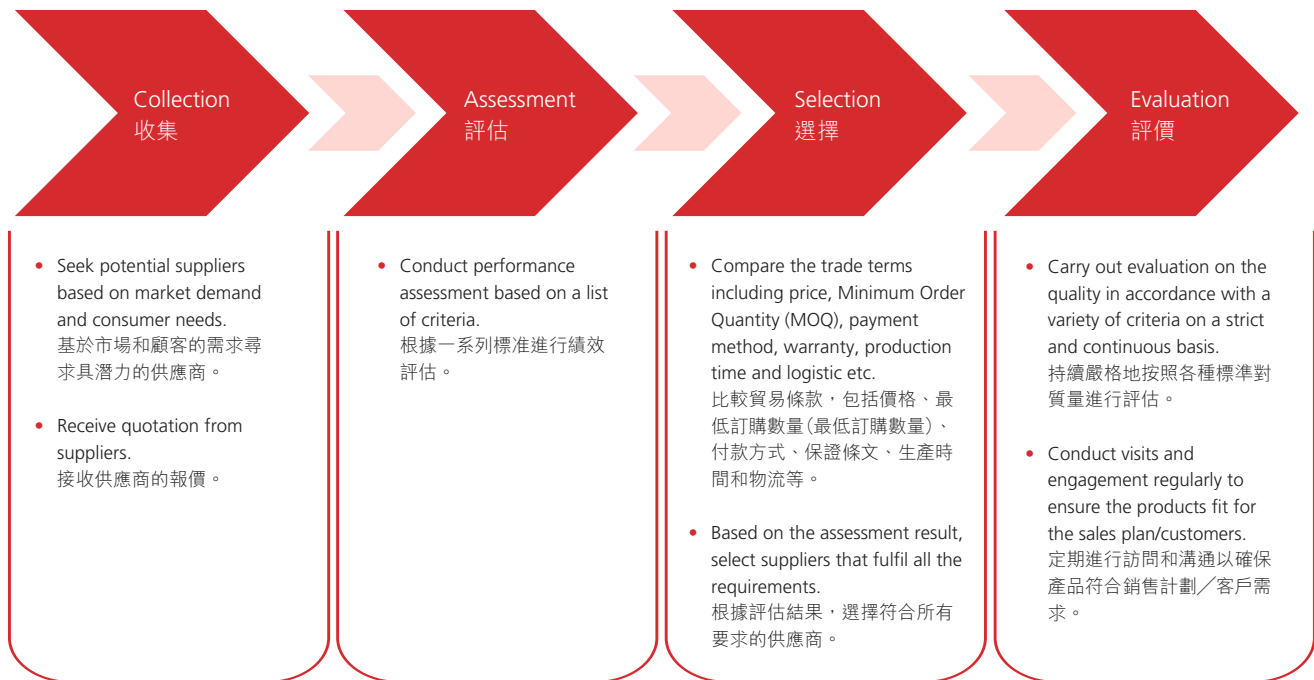 Collection
收集
Assessment
評估
Selection
選擇
Evaluation
評價
• Seek potential suppliers
based on market demand
and consumer needs.
基於市場和顧客的需求尋
求具潛力的供應商。
• Receive quotation from
suppliers.
接收供應商的報價。
• Conduct performance
assessment based on a list
of criteria.
根據一系列標准進行績效
評估。
• Compare the trade terms
including price, Minimum Order
Quantity (MOQ), payment
method, warranty, production
time and logistic etc.
比較貿易條款，包括價格、最
低訂購數量(最低訂購數量)、
付款方式、保證條文、生產時
間和物流等。
• Based on the assessment result,
select suppliers that fulfil all the
requirements.
根據評估結果，選擇符合所有
要求的供應商。
• Carry out evaluation on the
quality in accordance with a
variety of criteria on a strict
and continuous basis.
持續嚴格地按照各種標準對
質量進行評估。
• Conduct visits and
engagement regularly to
ensure the products fit for
the sales plan/customers.
定期進行訪問和溝通以確保
產品符合銷售計劃／客戶需
求。